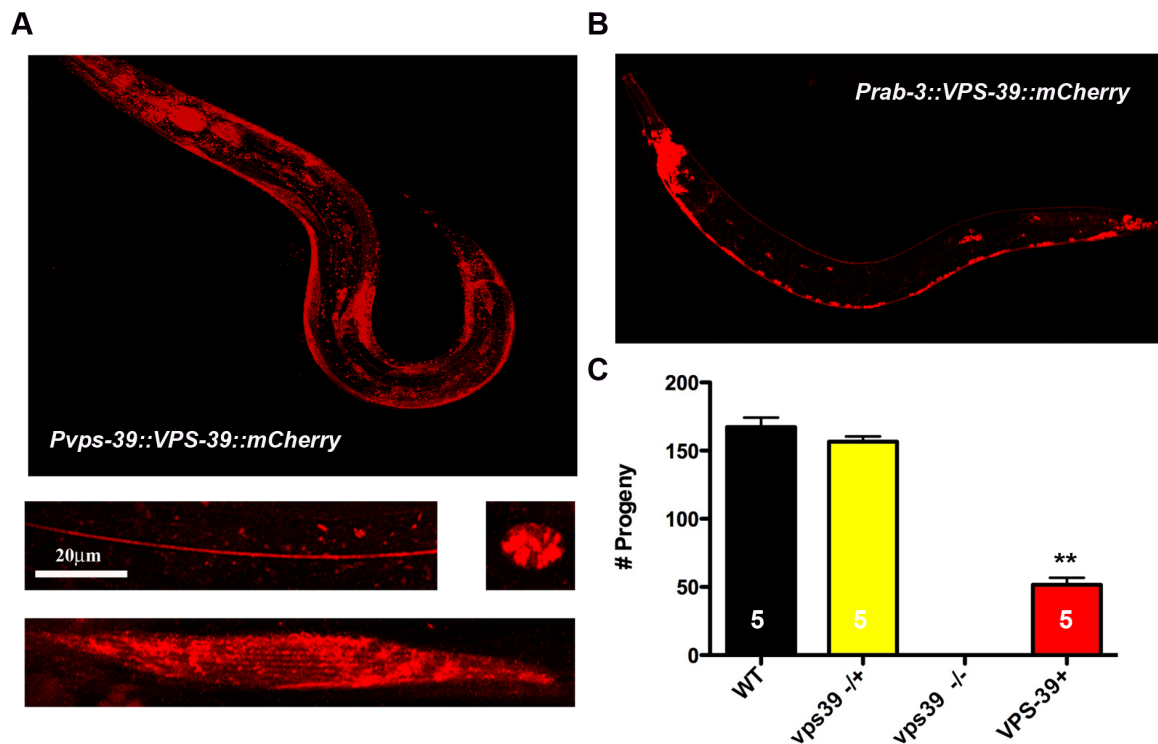 A
Pvps-39::VPS-39::mCherry
20μm
B
Prab-3::VPS-39::mCherry
C
# Progeny
200
150
100
50
0
**
5
5
5
WT
vps39 -/+
vps39 -/-
VPS-39+